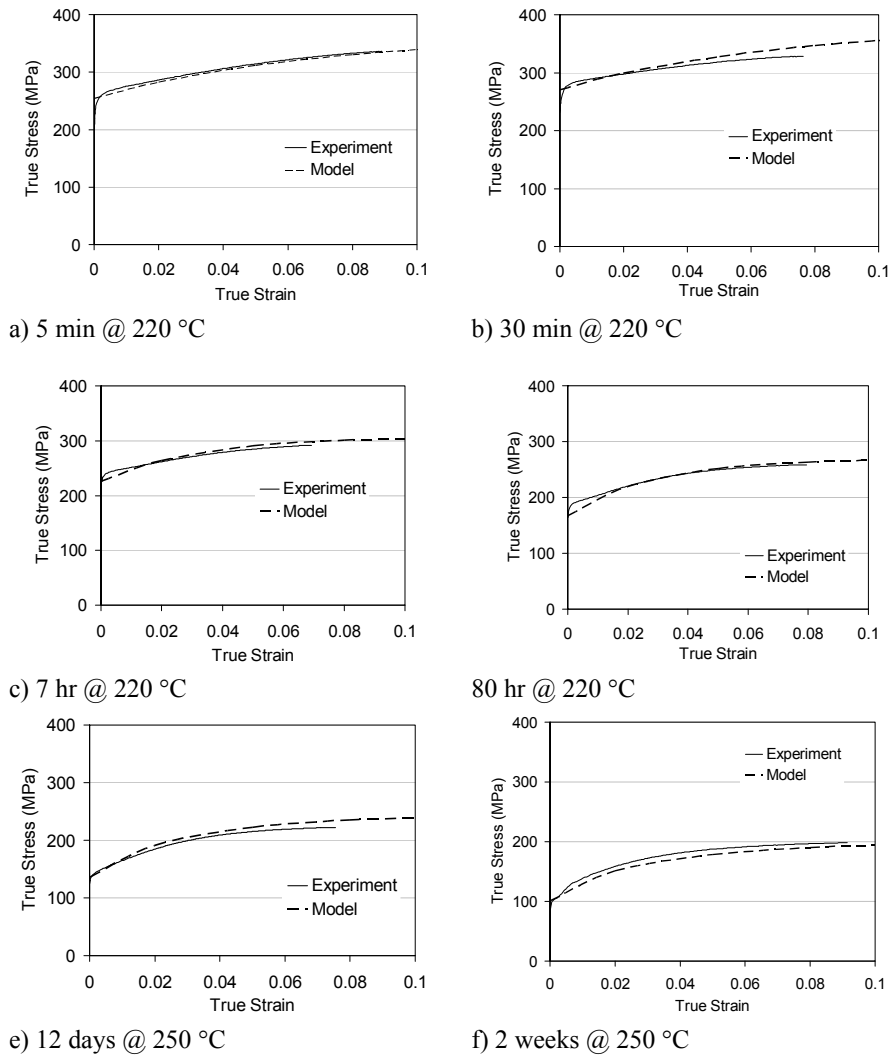 400
300
200
100
0
True Stress (MPa)
Experiment
Model
0 0.02 0.04 0.06 0.08 0.1
True Strain
a) 5 min @ 220 °C
400
300
200
100
0
True Stress (MPa)
Experiment
Model
0 0.02 0.04 0.06 0.08 0.1
True Strain
b) 30 min @ 220 °C
400
300
200
100
0
True Stress (MPa)
Experiment
Model
0 0.02 0.04 0.06 0.08 0.1
True Strain
c) 7 hr @ 220 °C
400
300
200
100
0
True Stress (MPa)
Experiment
Model
0 0.02 0.04 0.06 0.08 0.1
True Strain
80 hr @ 220 °C
400
300
200
100
0
True Stress (MPa)
Experiment
Model
0 0.02 0.04 0.06 0.08 0.1
True Strain
e) 12 days @ 250 °C
400
300
200
100
0
True Stress (MPa)
Experiment
Model
0 0.02 0.04 0.06 0.08 0.1
True Strain
f) 2 weeks @ 250 °C